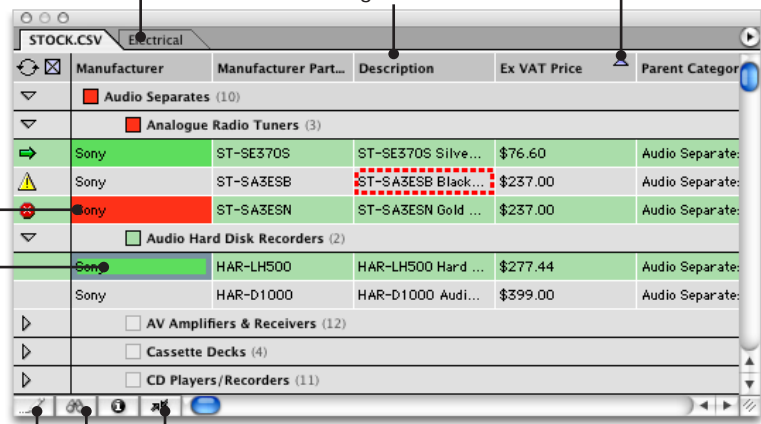 STOCK.CSV Electrical
Manufacturer Manufacturer Part... Description Ex VAT Price Parent Categor
Audio Separates (10)
Analogue Radio Tuners (3)
Sony ST-SE370S ST-SE370S Silve... $76.60 Audio Separate
Sony ST-SA3ESB ST-SA3ESB Black... $237.00 Audio Separate
Sony ST-SA3ESN ST-SA3ESN Gold ... $237.00 Audio Separate
Audio Hard Disk Recorders (2)
Sony HAR-LH500 HAR-LH500 Hard ... $277.44 Audio Separate
Sony HAR-D1000 HAR-D1000 Audi... $399.00 Audio Separate
AV Amplifiers & Receivers (12)
Cassette Decks (4)
CD Players/Recorders (11)